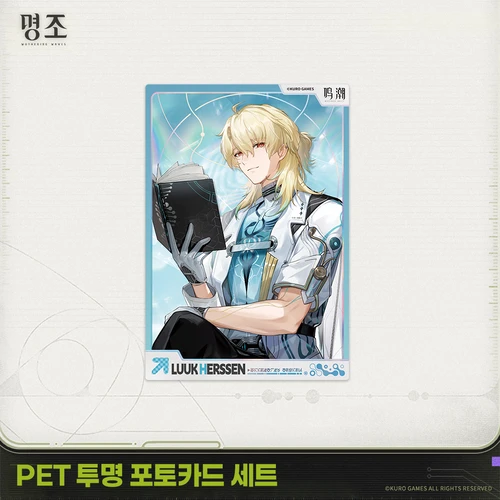 명조
WUTHERING WAVES
©KURO GAMES
鸣潮
LUUK HERSSEN
PET 투명 포토카드 세트
©KURO GAMES ALL RIGHTS RESERVED